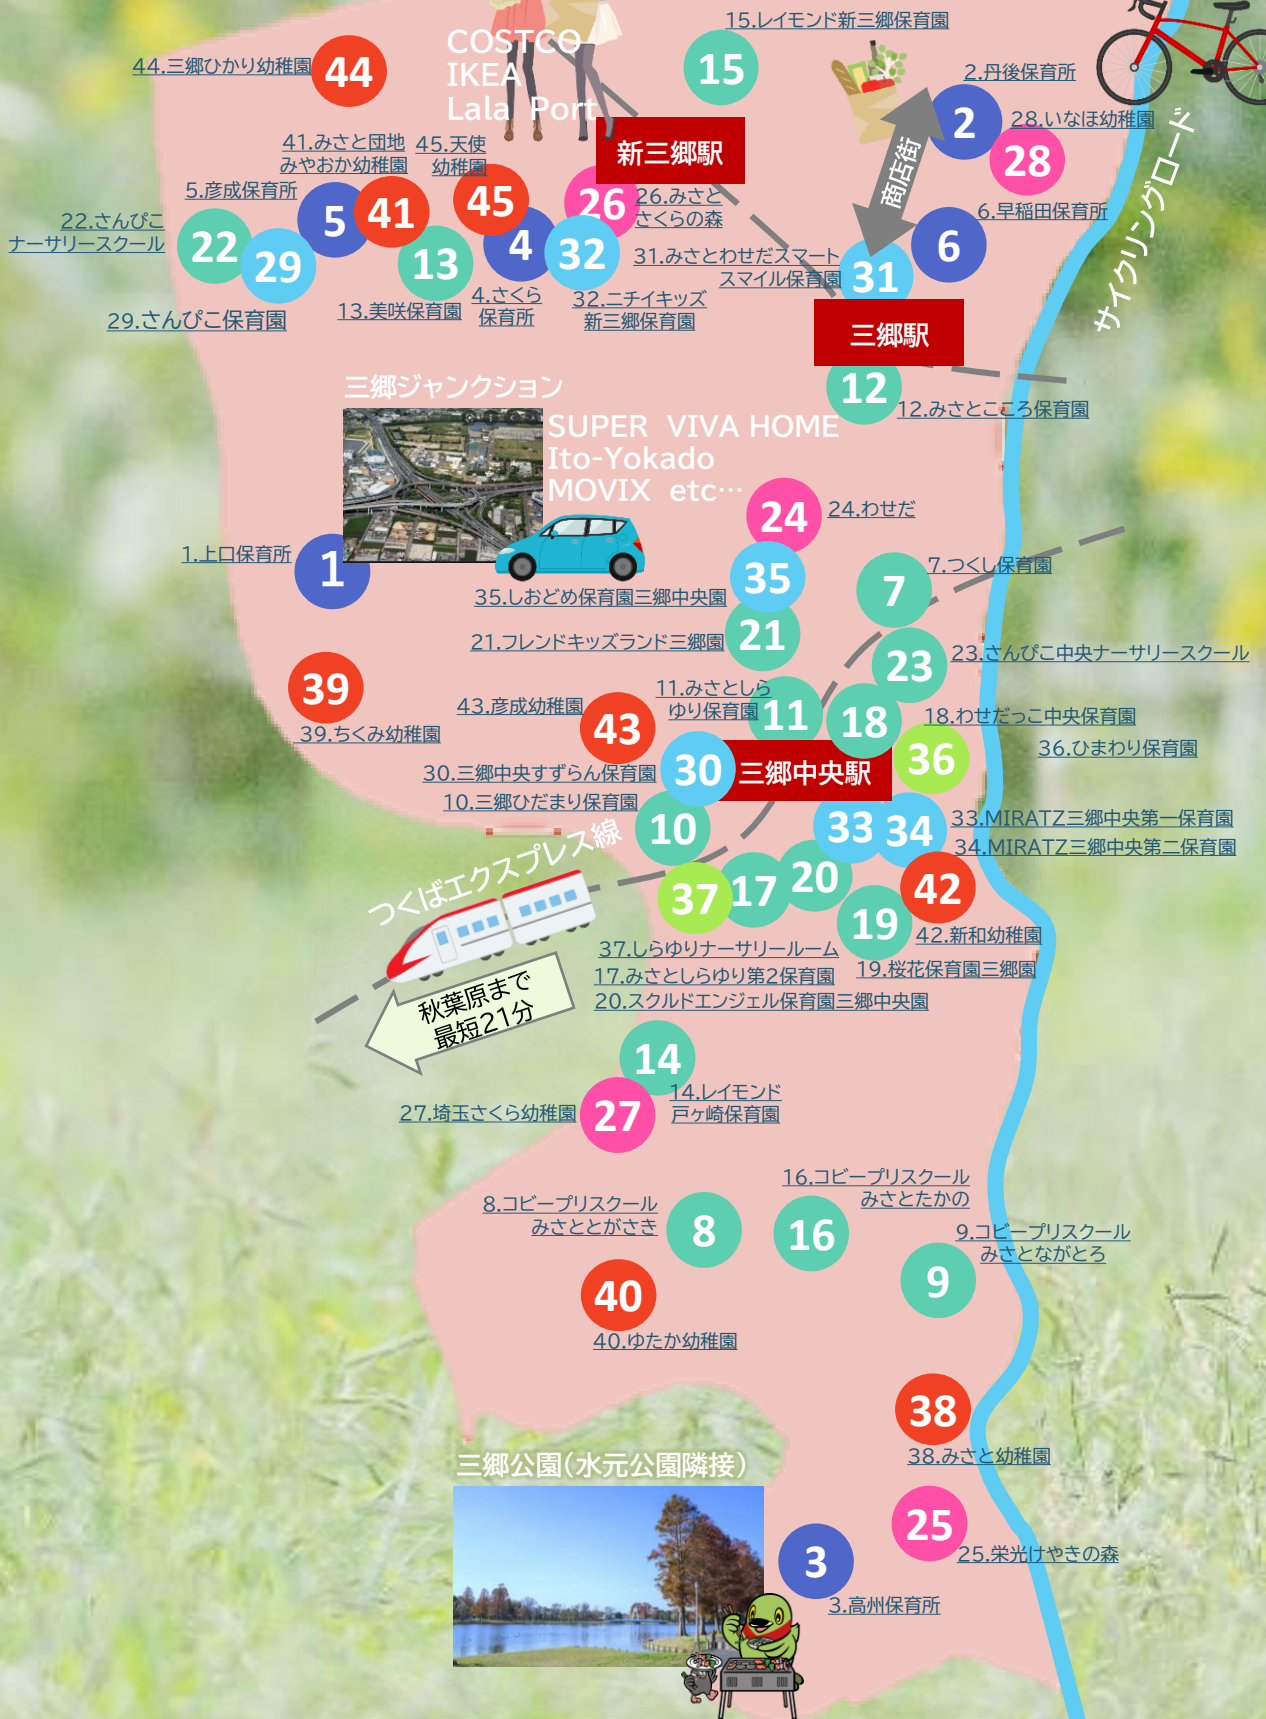 15.レイモンド新三郷保育園
COSTCO
IKEA
Lala Port
44.三郷ひかり幼稚園
44
15
2.丹後保育所
2
28.いなほ幼稚園
28
新三郷駅
商店街
サイクリングロード
41.みさと団地
みやおか幼稚園
45.天使
幼稚園
5.彦成保育所
5
41
45
26
26.みさと
さくらの森
6.早稲田保育所
6
22.さんぴこ
ナーサリースクール
22
29
13
4
32
31.みさとわせだスマート
スマイル保育園
31
29.さんぴこ保育園
13.美咲保育園
4.さくら
保育所
32.ニチイキッズ
新三郷保育園
三郷駅
12
12.みさとこころ保育園
三郷ジャンクション
SUPER VIVA HOME
Ito-Yokado
MOVIX etc…
24
24.わせだ
1.上口保育所
1
35
35.しおどめ保育園三郷中央園
7
7.つくし保育園
21.フレンドキッズランド三郷園
21
23
23.さんぴこ中央ナーサリースクール
39
39.ちくみ幼稚園
43.彦成幼稚園
43
11.みさとしら
ゆり保育園
11
18
18.わせだっこ中央保育園
36
36.ひまわり保育園
30.三郷中央すずらん保育園
30
三郷中央駅
10.三郷ひだまり保育園
10
33
34
33.MIRATZ三郷中央第一保育園
34.MIRATZ三郷中央第二保育園
つくばエクスプレス線
37
17
20
19
42
42.新和幼稚園
37.しらゆりナーサリールーム
19.桜花保育園三郷園
17.みさとしらゆり第2保育園
20.スクルドエンジェル保育園三郷中央園
秋葉原まで
最短21分
14
14.レイモンド
戸ヶ崎保育園
27.埼玉さくら幼稚園
27
16.コビープリスクール
みさとたかの
8.コビープリスクール
みさととがさき
8
16
9.コビープリスクール
みさとながとろ
9
40
40.ゆたか幼稚園
38
38.みさと幼稚園
三郷公園(水元公園隣接)
25
25.栄光けやきの森
3
3.高州保育所